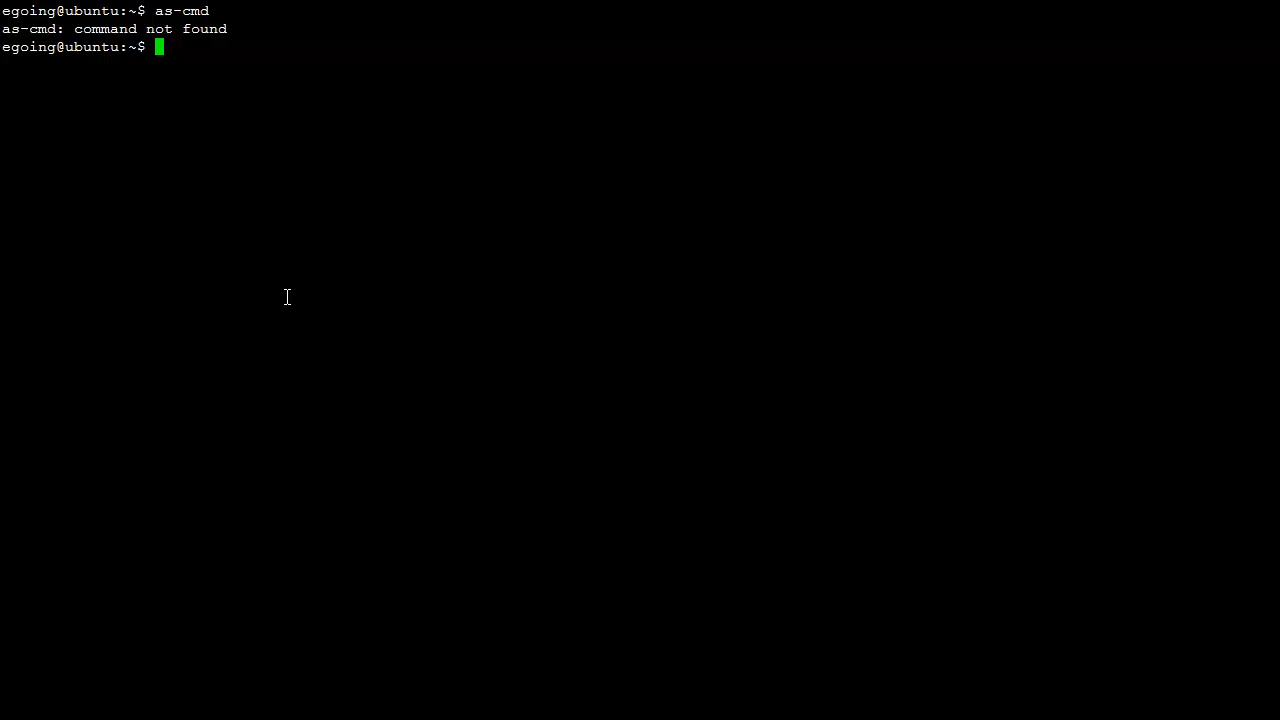 egoing@ubuntu:~$ as-cmd
as-cmd: command not found
egoing@ubuntu:~$